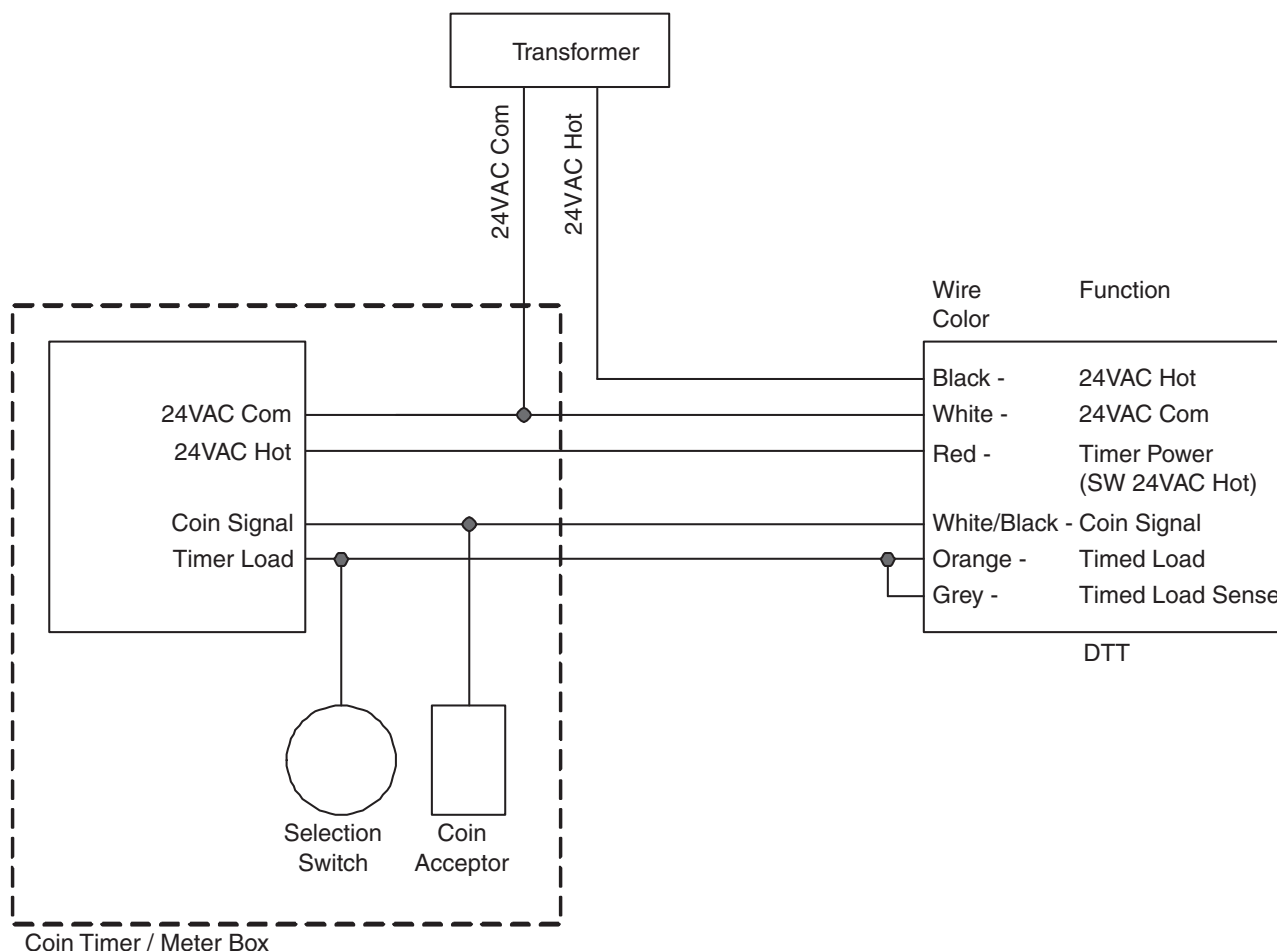 Transformer
24VAC Com
24VAC Hot
Wire
Color
Function
24VAC Com
24VAC Hot
Coin Signal
Timer Load
Black - 24VAC Hot
White - 24VAC Com
Red - Timer Power
(SW 24VAC Hot)
White/Black - Coin Signal
Orange - Timed Load
Grey - Timed Load Sense
DTT
Selection
Switch
Coin
Acceptor
Coin Timer / Meter Box